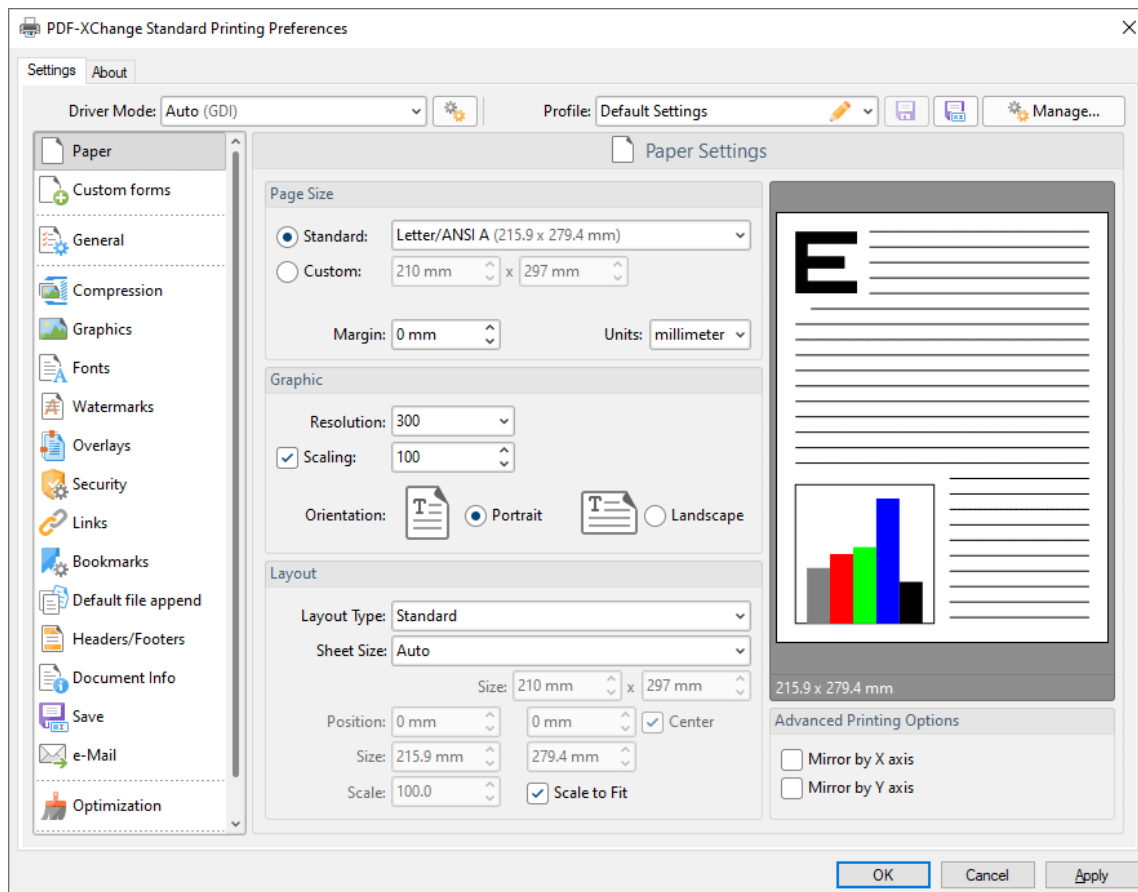 PDF-XChange Standard Printing Preferences
Settings About
Driver Mode: Auto (GDI) Profile: Default Settings Manage...
Paper
Custom forms
General
Compression
Graphics
Fonts
Watermarks
Overlays
Security
Links
Bookmarks
Default file append
Headers/Footers
Document Info
Save
e-Mail
Optimization
Paper Settings
Page Size
Standard: Letter/ANSI A (215.9 x 279.4 mm)
Custom: 210 mm x 297 mm
Margin: 0 mm Units: millimeter
Graphic
Resolution: 300
Scaling: 100
Orientation: T Portrait T Landscape
Layout
Layout Type: Standard
Sheet Size: Auto
Size: 210 mm x 297 mm
Position: 0 mm 0 mm Center
Size: 215.9 mm 279.4 mm
Scale: 100.0 Scale to Fit
E
215.9 x 279.4 mm
Advanced Printing Options
Mirror by X axis
Mirror by Y axis
OK Cancel Apply